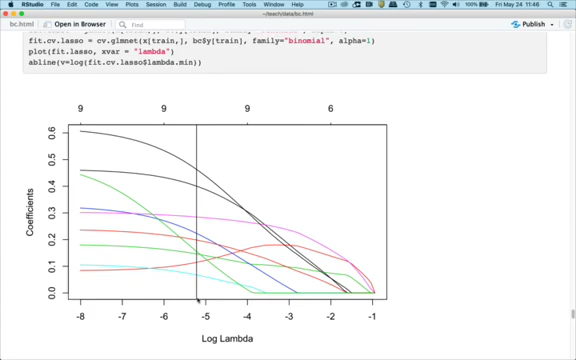 RStudio File Edit Code View Plots Session Build Debug Profile Tools Window Help Fri May 24 11:46
~/teach/data/bc.html
bc.html Open in Browser Find Publish
fit.cv.lasso = cv.glmnet(x[train,], bc$y[train], family="binomial", alpha=1)
plot(fit.lasso, xvar = "lambda")
abline(v=log(fit.cv.lasso$lambda.min))
9 9 9 6
0.6
0.5
0.4
0.3
0.2
0.1
0.0
Coefficients
-8 -7 -6 -5 -4 -3 -2 -1
Log Lambda